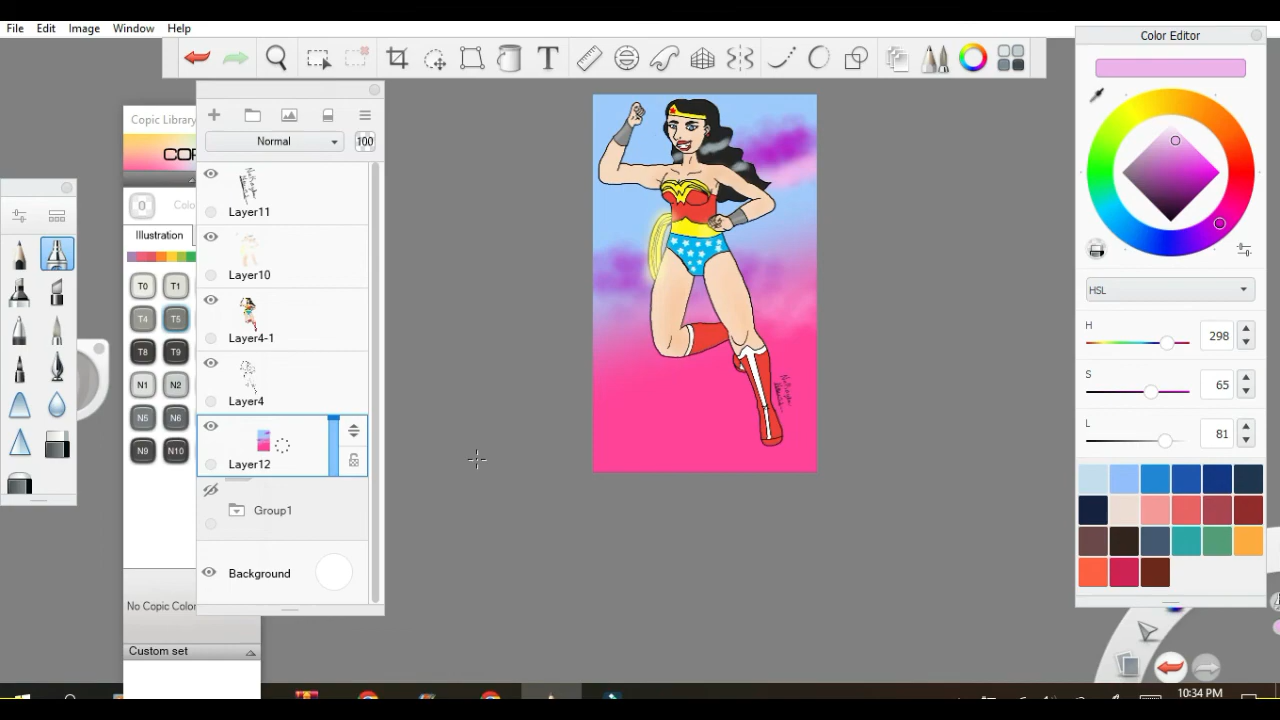 File Edit Image Window Help
T
Color Editor
Copic Library
COP
0 Colo
Illustration
T0 T1
T4 T5
T8 T9
N1 N2
N5 N6
N9 N10
No Copic Color
Custom set
Normal 100
Layer11
Layer10
Layer4-1
Layer4
Layer12
Group1
Background
HSL
H 298
S 65
L 81
10:34 PM